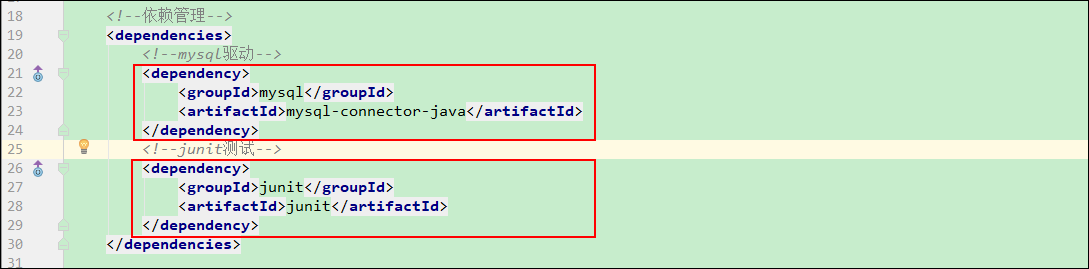 18 <!--依赖管理-->
19 <dependencies>
20 <!--mysql驱动-->
21 <dependency>
22 <groupId>mysql</groupId>
23 <artifactId>mysql-connector-java</artifactId>
24 </dependency>
25 <!--junit测试-->
26 <dependency>
27 <groupId>junit</groupId>
28 <artifactId>junit</artifactId>
29 </dependency>
30 </dependencies>
31